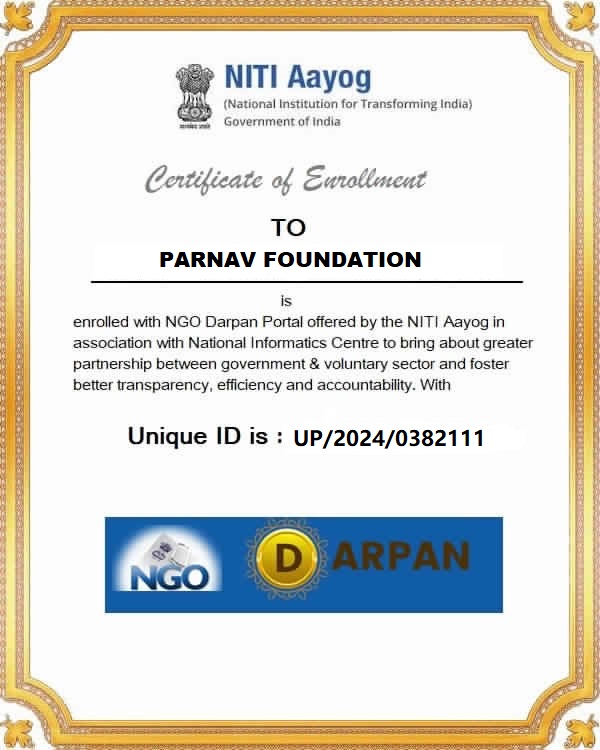 NITI Aayog
(National Institution for Transforming India)
Government of India
Certificate of Enrollment
TO
PARNAV FOUNDATION
is
enrolled with NGO Darpan Portal offered by the NITI Aayog in
association with National Informatics Centre to bring about greater
partnership between government & voluntary sector and foster
better transparency, efficiency and accountability. With
Unique ID is : UP/2024/0382111
NGO DARPAN